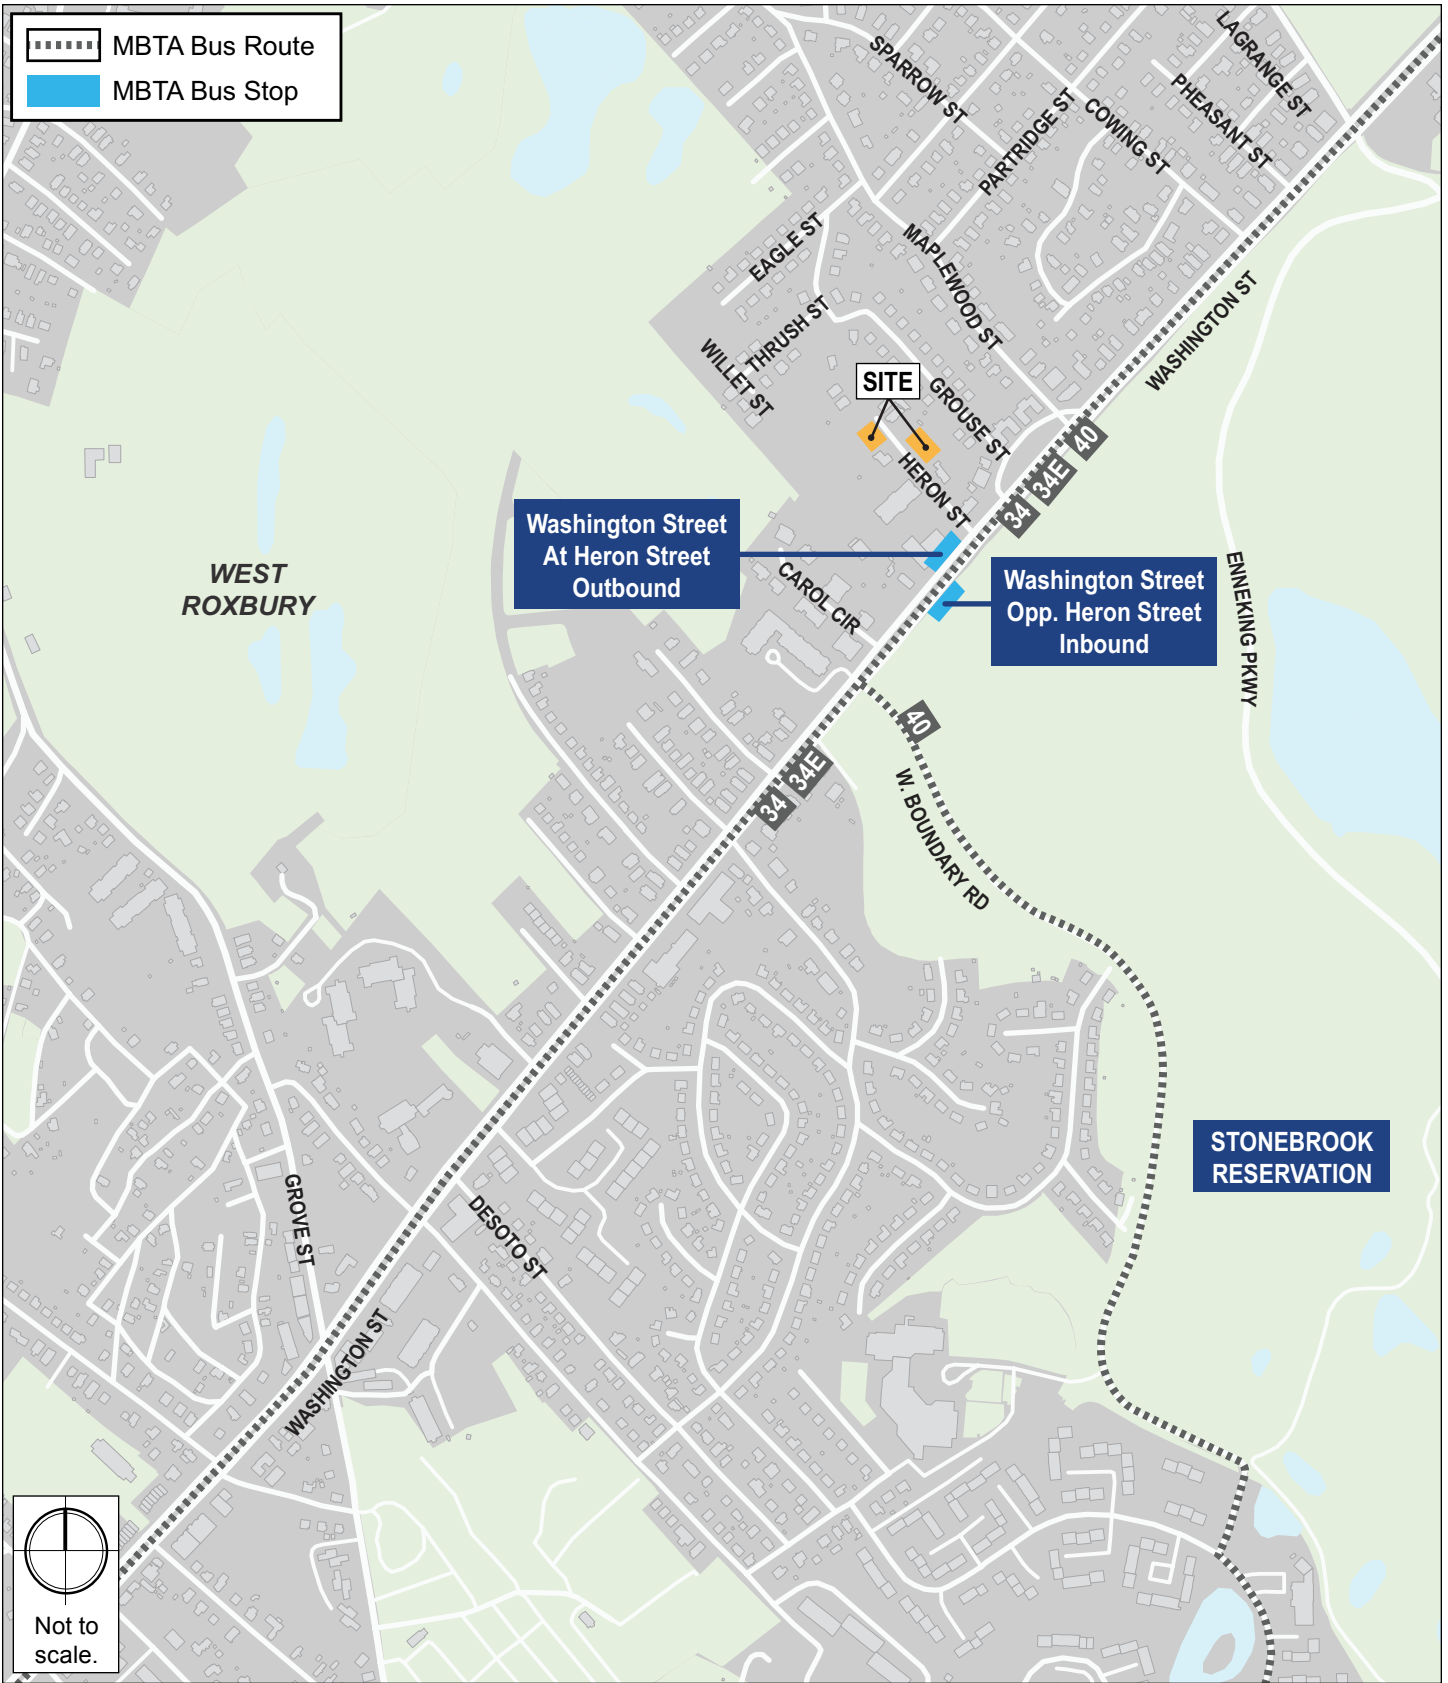 MBTA Bus Route
MBTA Bus Stop
LAGRANGE ST
SPARROW ST
PHEASANT ST
PARTRIDGE ST
COWING ST
EAGLE ST
MAPLEWOOD ST
WASHINGTON ST
THRUSH ST
WILLET ST
SITE
GROUSE ST
HERON ST
40
34E
34
Washington Street
At Heron Street
Outbound
Washington Street
Opp. Heron Street
Inbound
CAROL CIR
ENNEKING PKWY
WEST
ROXBURY
40
34E
34
W. BOUNDARY RD
STONEBROOK
RESERVATION
GROVE ST
DESOTO ST
WASHINGTON ST
Not to
scale.